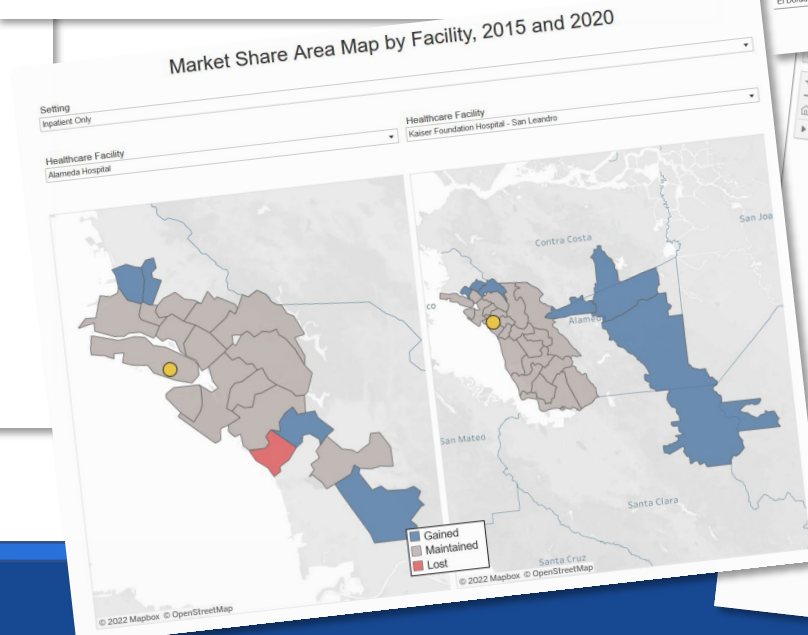 Market Share Area Map by Facility, 2015 and 2020
Setting
Inpatient Only
Healthcare Facility
Alameda Hospital
Healthcare Facility
Kaiser Foundation Hospital - San Leandro
Contra Costa
San Joa
co
Alamed
San Mateo
Santa Clara
Santa Cruz
Gained
Maintained
Lost
© 2022 Mapbox © OpenStreetMap
© 2022 Mapbox © OpenStreetMap